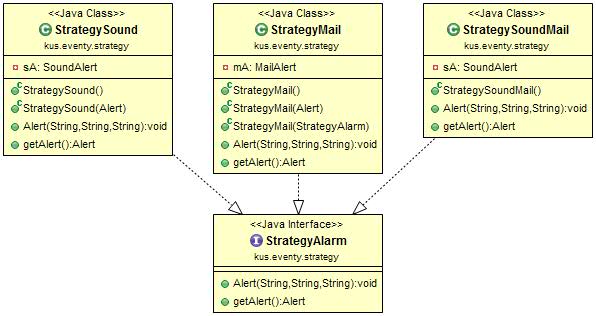 <<Java Class>>
StrategySound
kus.eventy.strategy
sA: SoundAlert
StrategySound()
StrategySound(Alert)
Alert(String,String,String):void
getAlert():Alert
<<Java Class>>
StrategyMail
kus.eventy.strategy
mA: MailAlert
StrategyMail()
StrategyMail(Alert)
StrategyMail(StrategyAlarm)
Alert(String,String,String):void
getAlert():Alert
<<Java Class>>
StrategySoundMail
kus.eventy.strategy
sA: SoundAlert
StrategySoundMail()
Alert(String,String,String):void
getAlert():Alert
<<Java Interface>>
StrategyAlarm
kus.eventy.strategy
Alert(String,String,String):void
getAlert():Alert